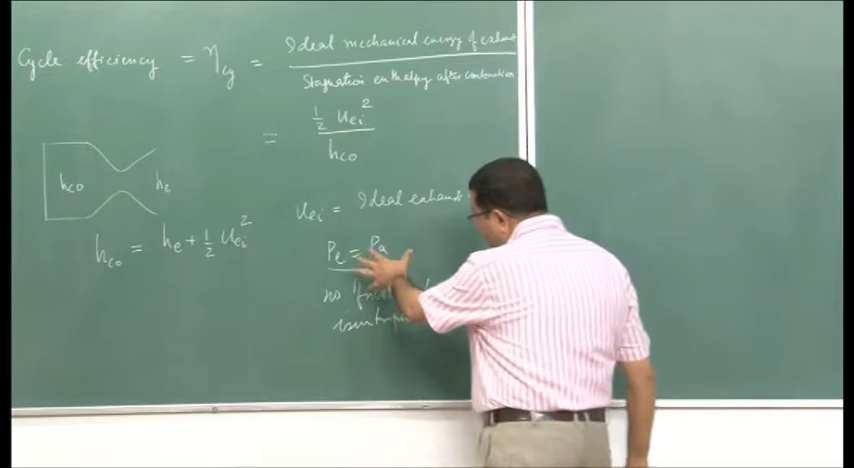 Cycle efficiency = η_cy = Ideal mechanical energy of exhaust
Stagnation enthalpy after combustion
= ½ u_ei² / h_co
h_co h_e
u_ei = Ideal exhaust
h_co = h_e + ½ u_ei²
P_e = P_a
no
isentropic